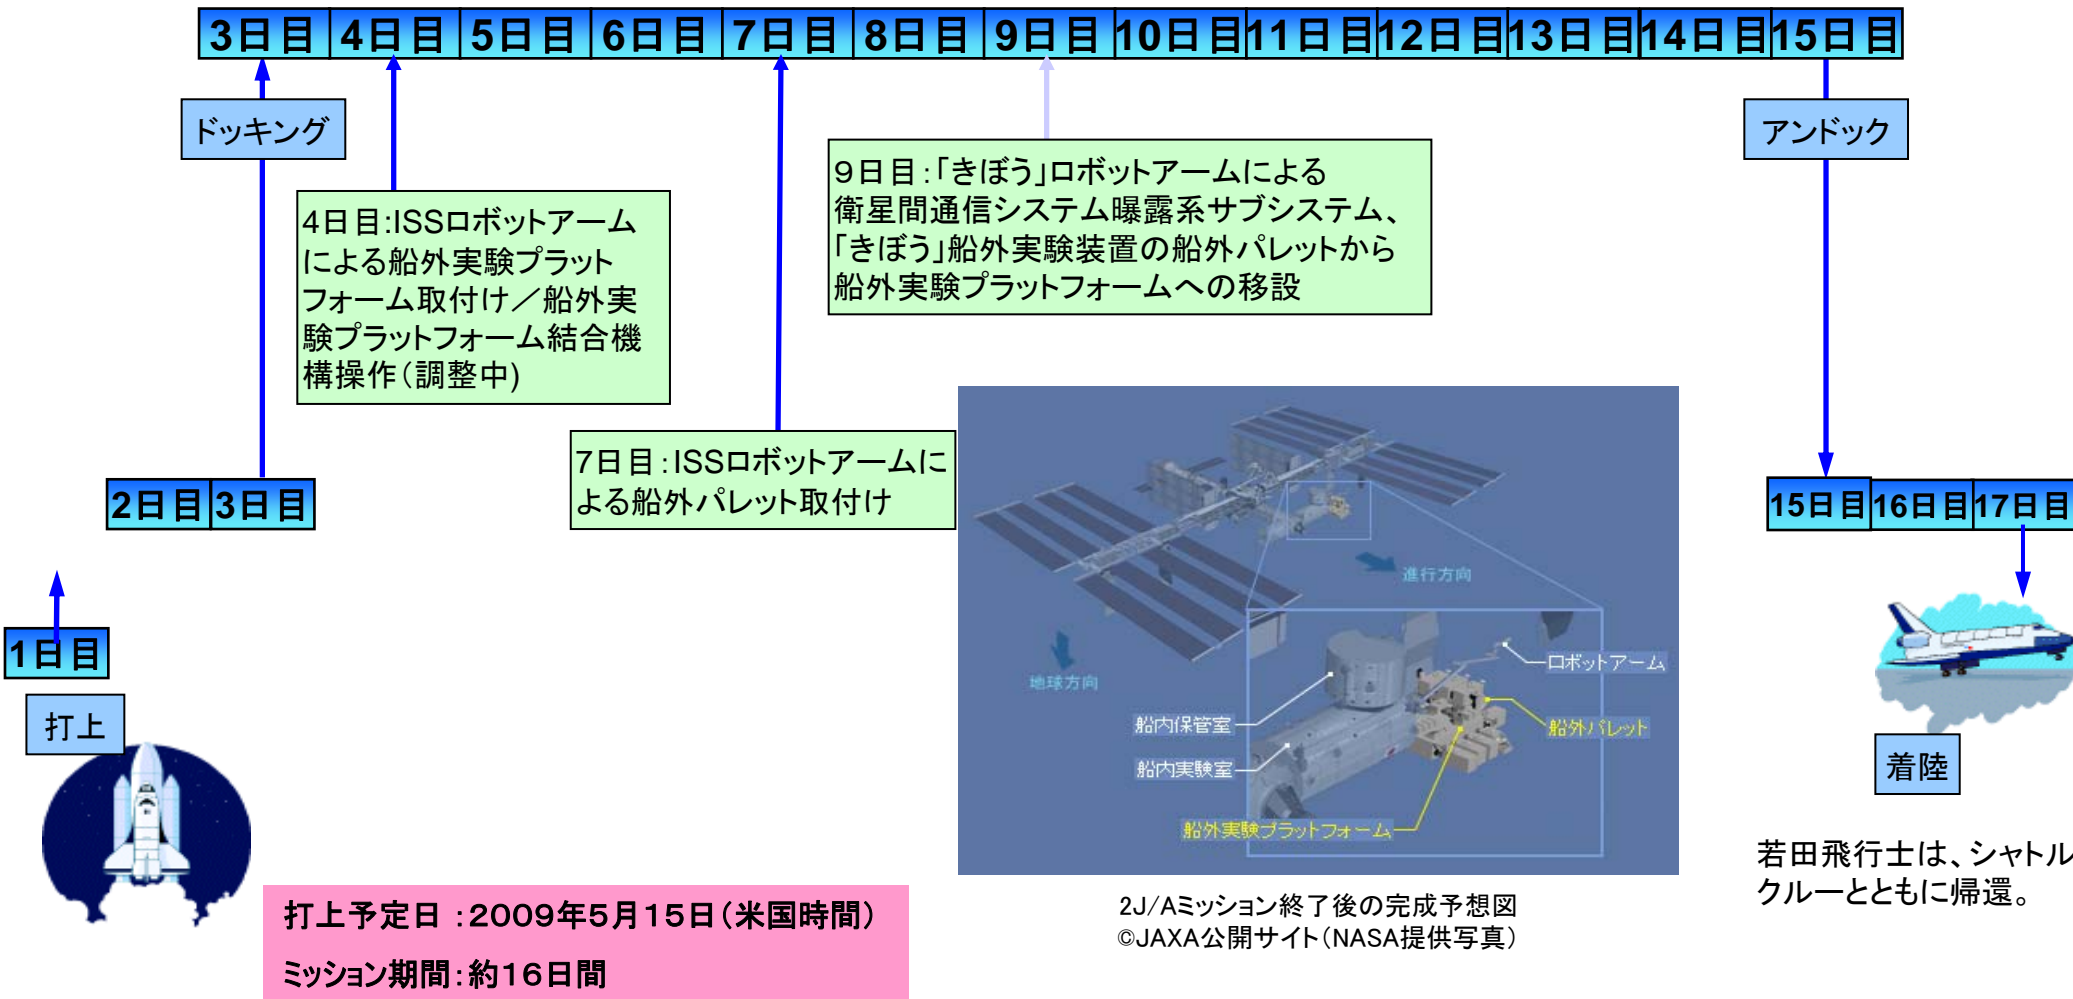 3日目 4日目 5日目 6日目 7日目 8日目 9日目 10日目 11日目 12日目 13日目 14日目 15日目
ドッキング
アンドック
4日目:ISSロボットアーム
による船外実験プラット
フォーム取付け／船外実
験プラットフォーム結合機
構操作（調整中)
９日目：「きぼう」ロボットアームによる
衛星間通信システム曝露系サブシステム、
「きぼう」船外実験装置の船外パレットから
船外実験プラットフォームへの移設
7日目：ISSロボットアームに
よる船外パレット取付け
2日目 3日目
15日目 16日目 17日目
1日目
打上
進行方向
地球方向
ロボットアーム
船内保管室
船外パレット
船内実験室
船外実験プラットフォーム
着陸
若田飛行士は、シャトル
クルーとともに帰還。
2J/Aミッション終了後の完成予想図
©JAXA公開サイト（NASA提供写真）
打上予定日 ：２００９年５月１５日（米国時間）
ミッション期間：約１６日間